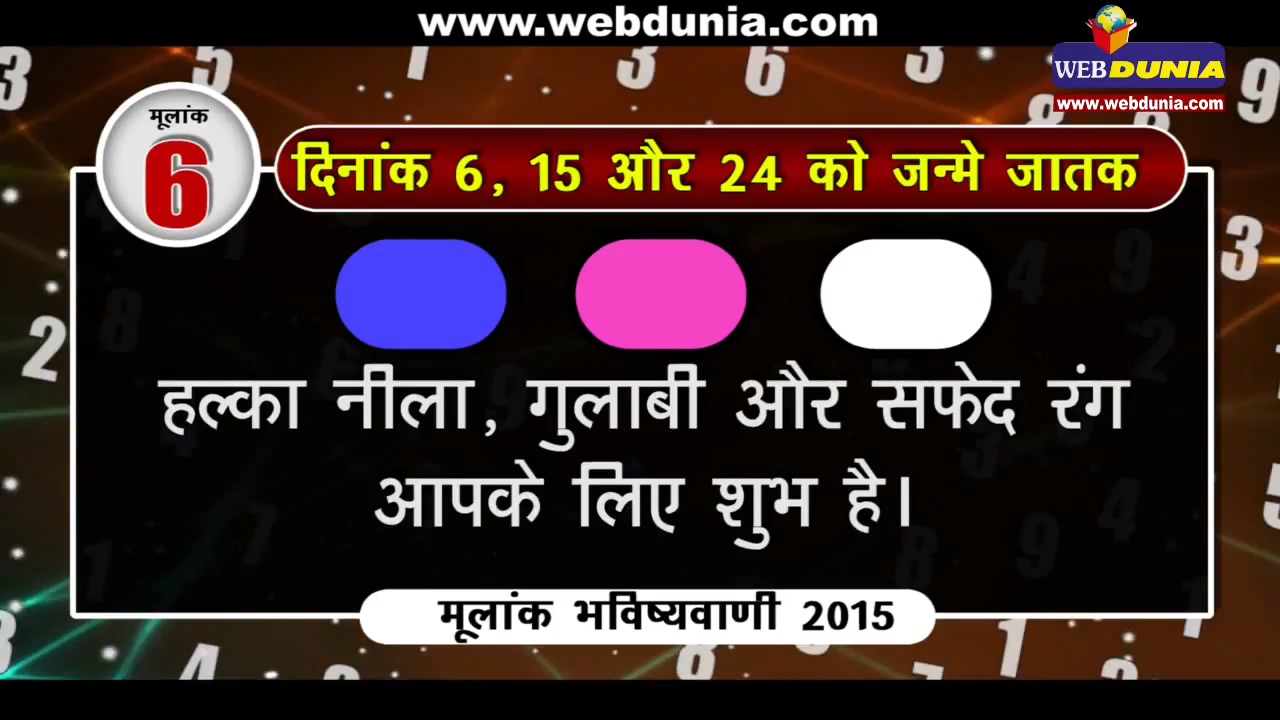 www.webdunia.com
WEBDUNIA
www.webdunia.com
मूलांक
6
दिनांक 6, 15 और 24 को जन्मे जातक
हल्का नीला, गुलाबी और सफेद रंग
आपके लिए शुभ है।
मूलांक भविष्यवाणी 2015